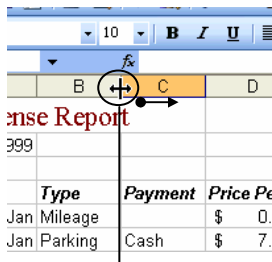 10 B I U
fx
B C D
ense Report
999
Type Payment Price Pe
Jan Mileage $ 0.
Jan Parking Cash $ 7.